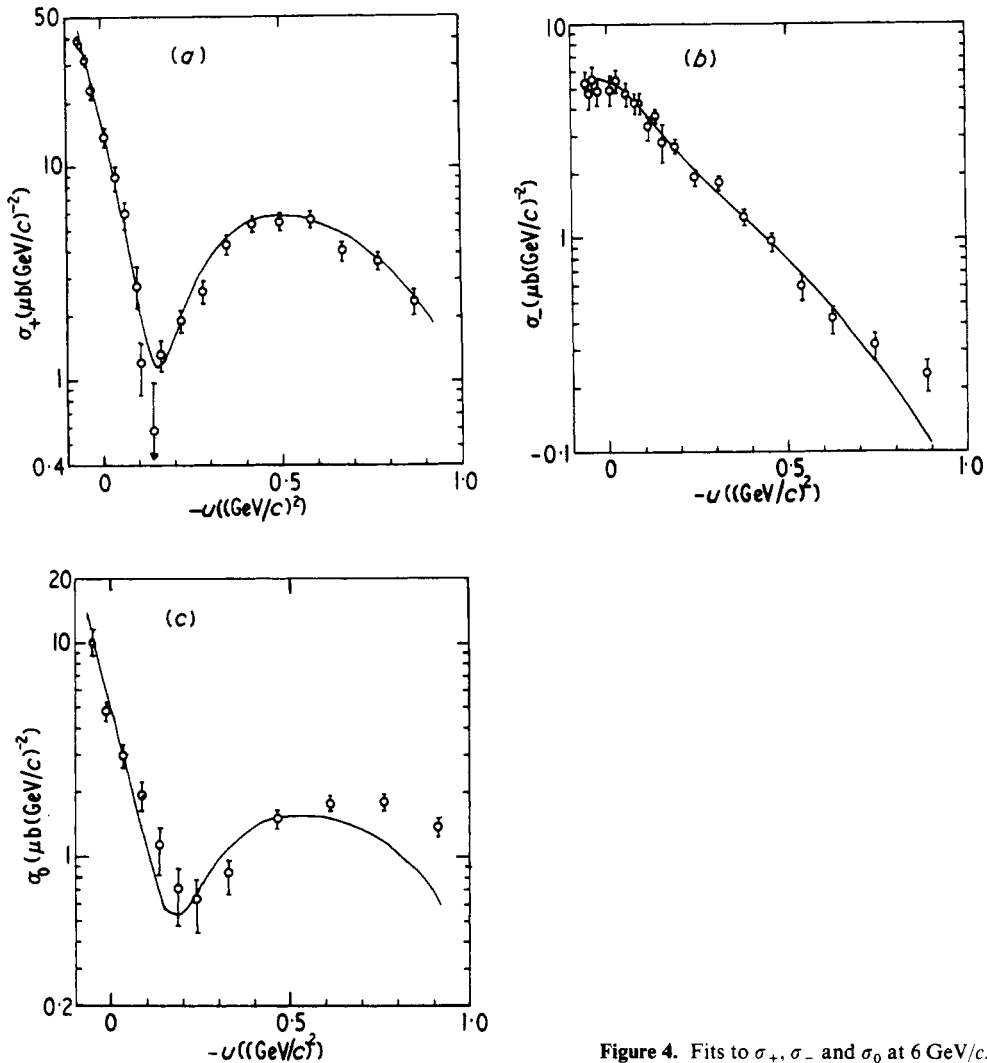 50
10
1
0·4
σ₊(μb(GeV/c)⁻²)
(a)
0
0·5
1·0
-u((GeV/c)²)
10
1
-0·1
σ₋(μb(GeV/c)⁻²)
(b)
0
0·5
1·0
-u((GeV/c)²)
20
10
1
0·2
σ₀(μb(GeV/c)⁻²)
(c)
0
0·5
1·0
-u((GeV/c)²)
Figure 4. Fits to σ₊, σ₋ and σ₀ at 6 GeV/c.